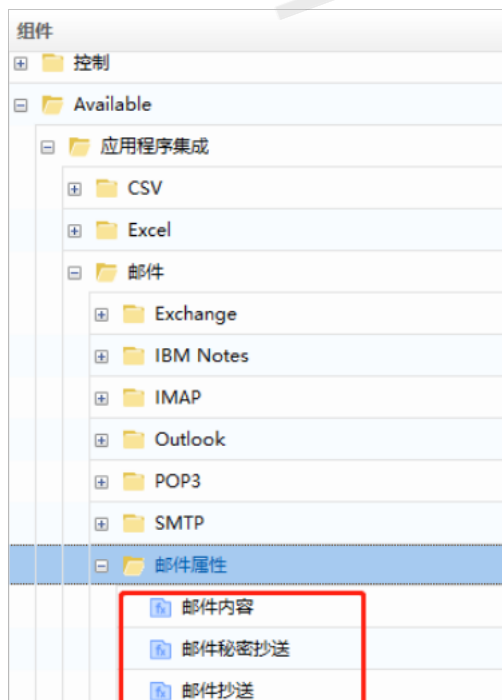 组件
控制
Available
应用程序集成
CSV
Excel
邮件
Exchange
IBM Notes
IMAP
Outlook
POP3
SMTP
邮件属性
邮件内容
邮件秘密抄送
邮件抄送